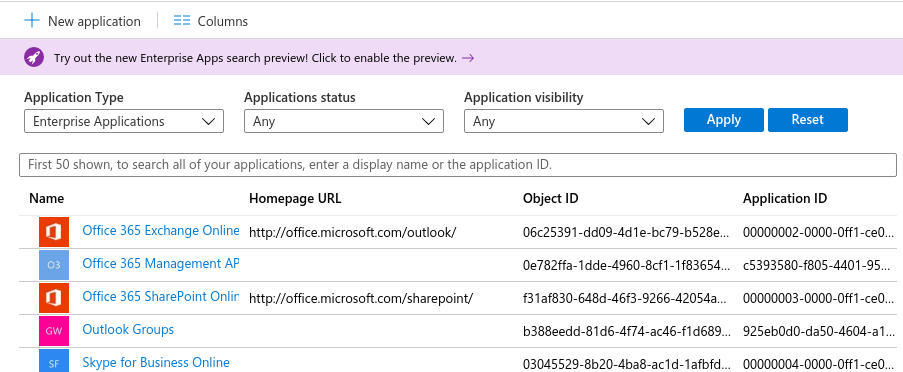 New application Columns
Try out the new Enterprise Apps search preview! Click to enable the preview. →
Application Type Applications status Application visibility
Enterprise Applications Any Any Apply Reset
First 50 shown, to search all of your applications, enter a display name or the application ID.
Name Homepage URL Object ID Application ID
Office 365 Exchange Online http://office.microsoft.com/outlook/ 06c25391-dd09-4d1e-bc79-b528e... 00000002-0000-0ff1-ce0...
O3 Office 365 Management AP 0e782ffa-1dde-4960-8cf1-1f83654... c5393580-f805-4401-95...
Office 365 SharePoint Onlin http://office.microsoft.com/sharepoint/ f31af830-648d-46f3-9266-42054a... 00000003-0000-0ff1-ce0...
GW Outlook Groups b388eedd-81d6-4f74-ac46-f1d689... 925eb0d0-da50-4604-a1...
SF Skype for Business Online 03045529-8b20-4ba8-ac1d-1afbfd... 00000004-0000-0ff1-ce0...